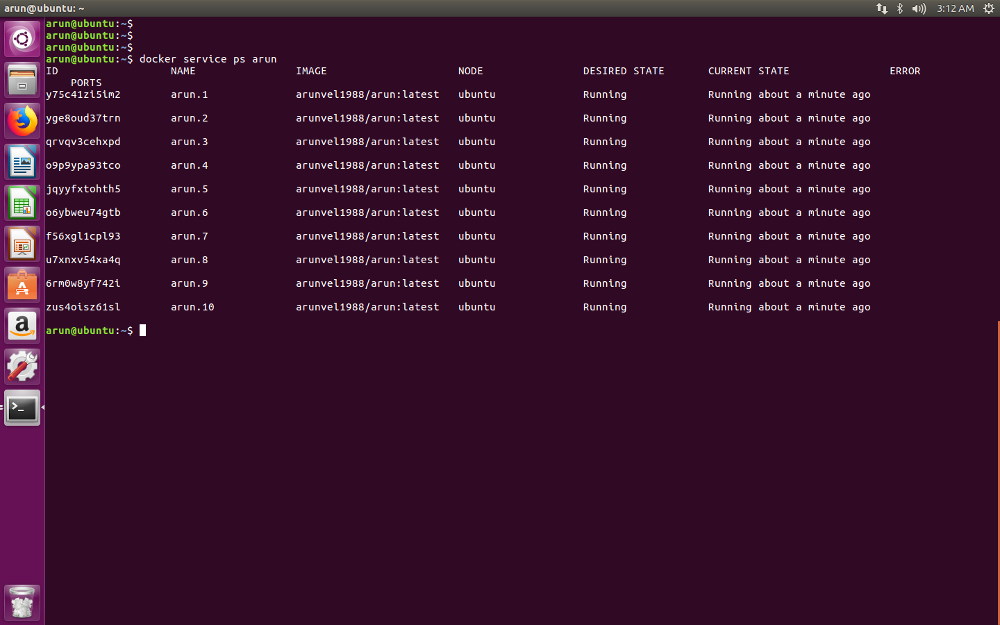 arun@ubuntu: ~
3:12 AM
arun@ubuntu:~$
arun@ubuntu:~$
arun@ubuntu:~$
arun@ubuntu:~$ docker service ps arun
ID NAME IMAGE NODE DESIRED STATE CURRENT STATE ERROR
PORTS
y75c41zi5im2 arun.1 arunvel1988/arun:latest ubuntu Running Running about a minute ago
yge8oud37trn arun.2 arunvel1988/arun:latest ubuntu Running Running about a minute ago
qrvqv3cehxpd arun.3 arunvel1988/arun:latest ubuntu Running Running about a minute ago
o9p9ypa93tco arun.4 arunvel1988/arun:latest ubuntu Running Running about a minute ago
jqyyfxtohth5 arun.5 arunvel1988/arun:latest ubuntu Running Running about a minute ago
o6ybweu74gtb arun.6 arunvel1988/arun:latest ubuntu Running Running about a minute ago
f56xgl1cpl93 arun.7 arunvel1988/arun:latest ubuntu Running Running about a minute ago
u7xnxv54xa4q arun.8 arunvel1988/arun:latest ubuntu Running Running about a minute ago
6rm0w8yf742i arun.9 arunvel1988/arun:latest ubuntu Running Running about a minute ago
zus4oisz61sl arun.10 arunvel1988/arun:latest ubuntu Running Running about a minute ago
arun@ubuntu:~$